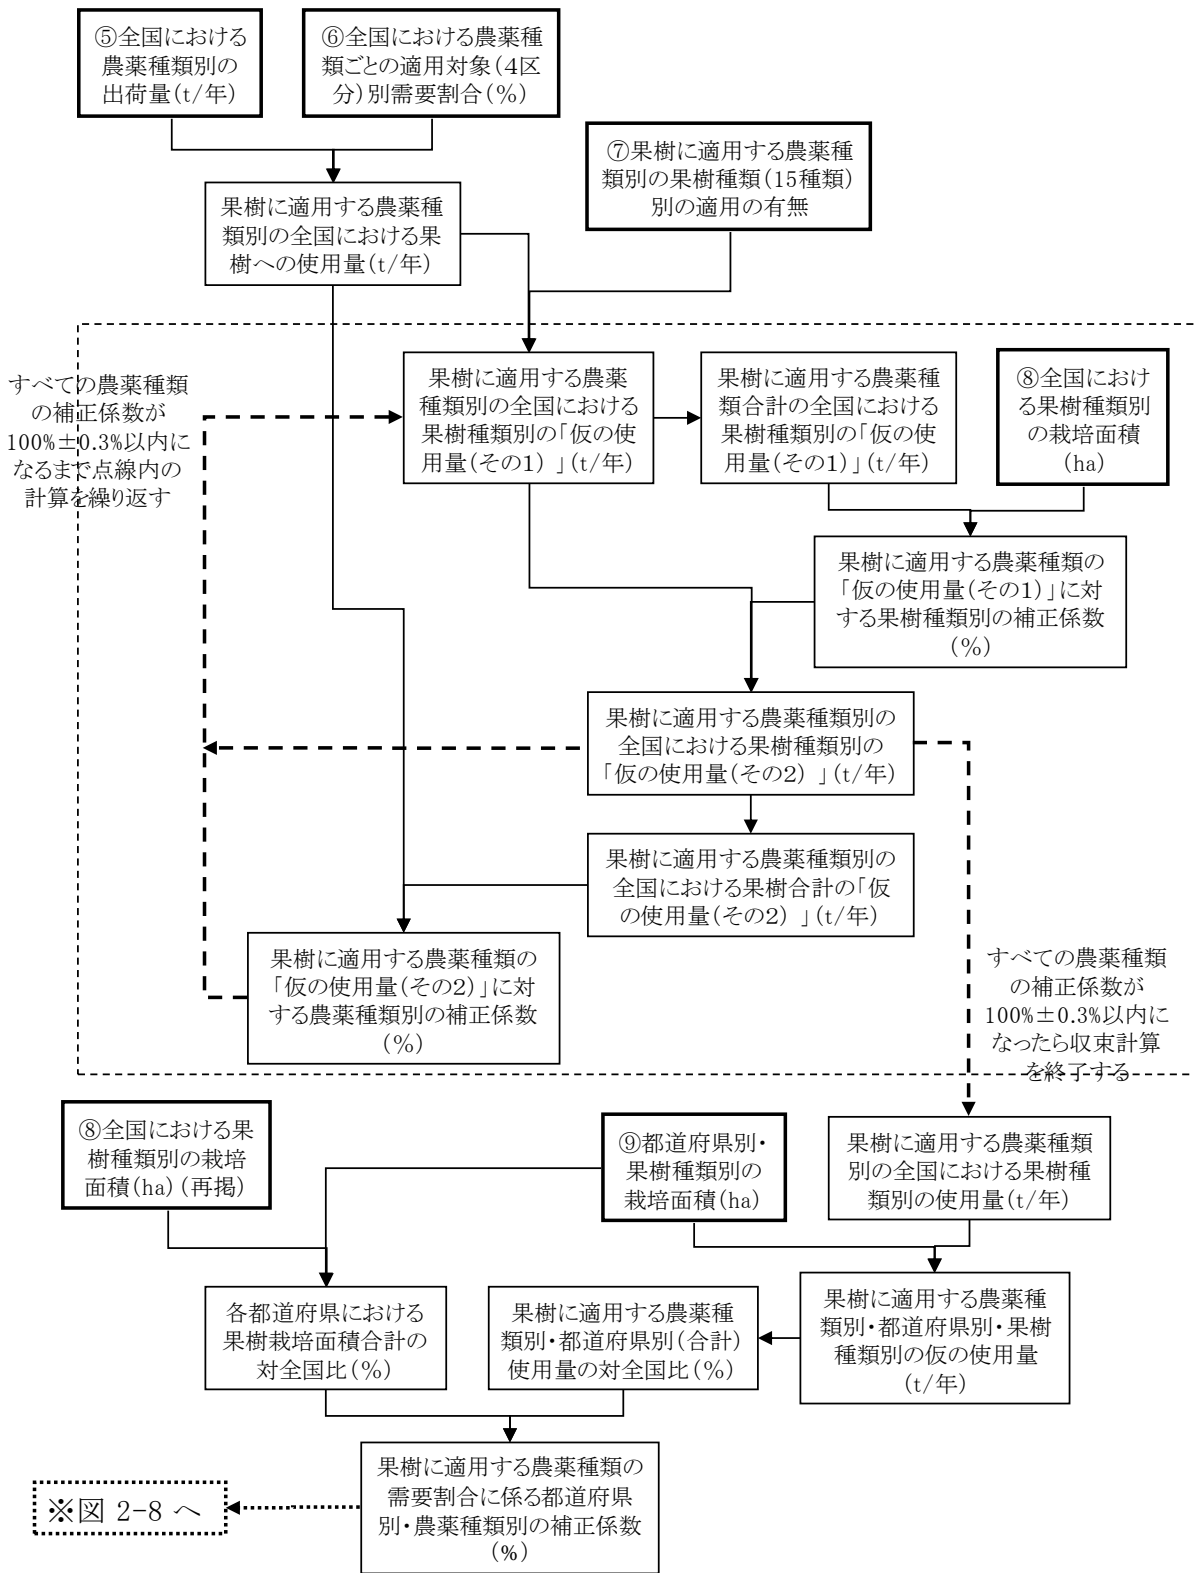 ⑤全国における
農薬種類別の
出荷量(t/年)
⑥全国における農薬種
類ごとの適用対象(4区
分)別需要割合(%)
⑦果樹に適用する農薬種
類別の果樹種類(15種類)
別の適用の有無
果樹に適用する農薬種
類別の全国における果
樹への使用量(t/年)
すべての農薬種類
の補正係数が
100%±0.3%以内に
なるまで点線内の
計算を繰り返す
果樹に適用する農薬
種類別の全国における
果樹種類別の「仮の使
用量(その1) 」(t/年)
果樹に適用する農薬種
類合計の全国における
果樹種類別の「仮の使
用量(その1)」(t/年)
⑧全国におけ
る果樹種類別
の栽培面積
(ha)
果樹に適用する農薬種類の
「仮の使用量(その1)」に対
する果樹種類別の補正係数
(%)
果樹に適用する農薬種類別の
全国における果樹種類別の
「仮の使用量(その2) 」(t/年)
果樹に適用する農薬種類別の
全国における果樹合計の「仮
の使用量(その2) 」(t/年)
果樹に適用する農薬種類の
「仮の使用量(その2)」に対
する農薬種類別の補正係数
(%)
すべての農薬種類
の補正係数が
100%±0.3%以内に
なったら収束計算
を終了する
⑧全国における果
樹種類別の栽培
面積(ha)(再掲)
⑨都道府県別・
果樹種類別の
栽培面積(ha)
果樹に適用する農薬種類
別の全国における果樹種
類別の使用量(t/年)
各都道府県における
果樹栽培面積合計の
対全国比(%)
果樹に適用する農薬種
類別・都道府県別(合計)
使用量の対全国比(%)
果樹に適用する農薬種
類別・都道府県別・果樹
種類別の仮の使用量
(t/年)
果樹に適用する農薬種類の
需要割合に係る都道府県
別・農薬種類別の補正係数
(%)
※図 2-8 へ